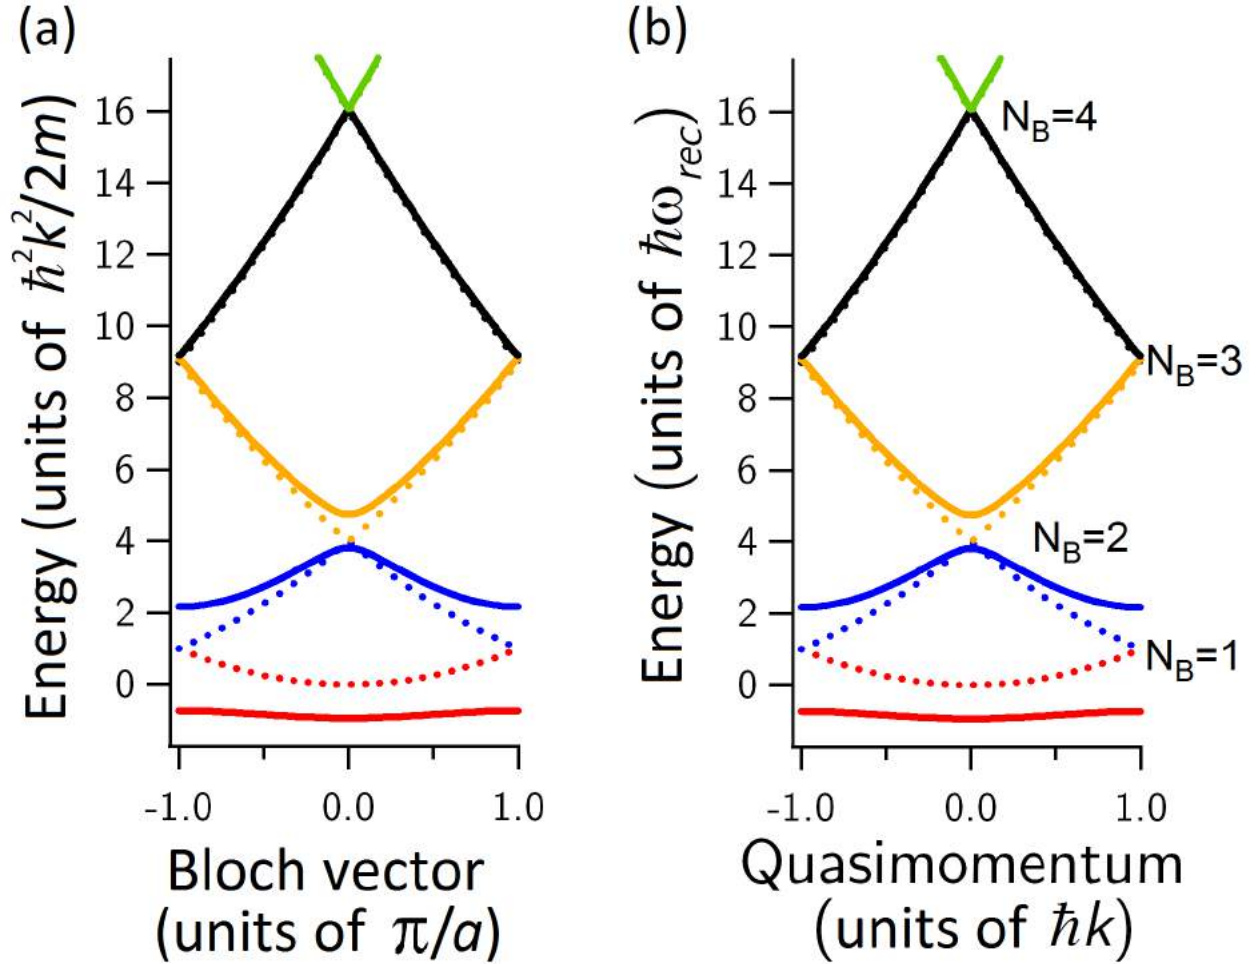 (a)
Energy (units of ħ²k²/2m)
16
14
12
10
8
6
4
2
0
-1.0
0.0
1.0
Bloch vector
(units of π/a)
(b)
Energy (units of ħω_rec)
16
14
12
10
8
6
4
2
0
N_B=4
N_B=3
N_B=2
N_B=1
-1.0
0.0
1.0
Quasimomentum
(units of ħk)